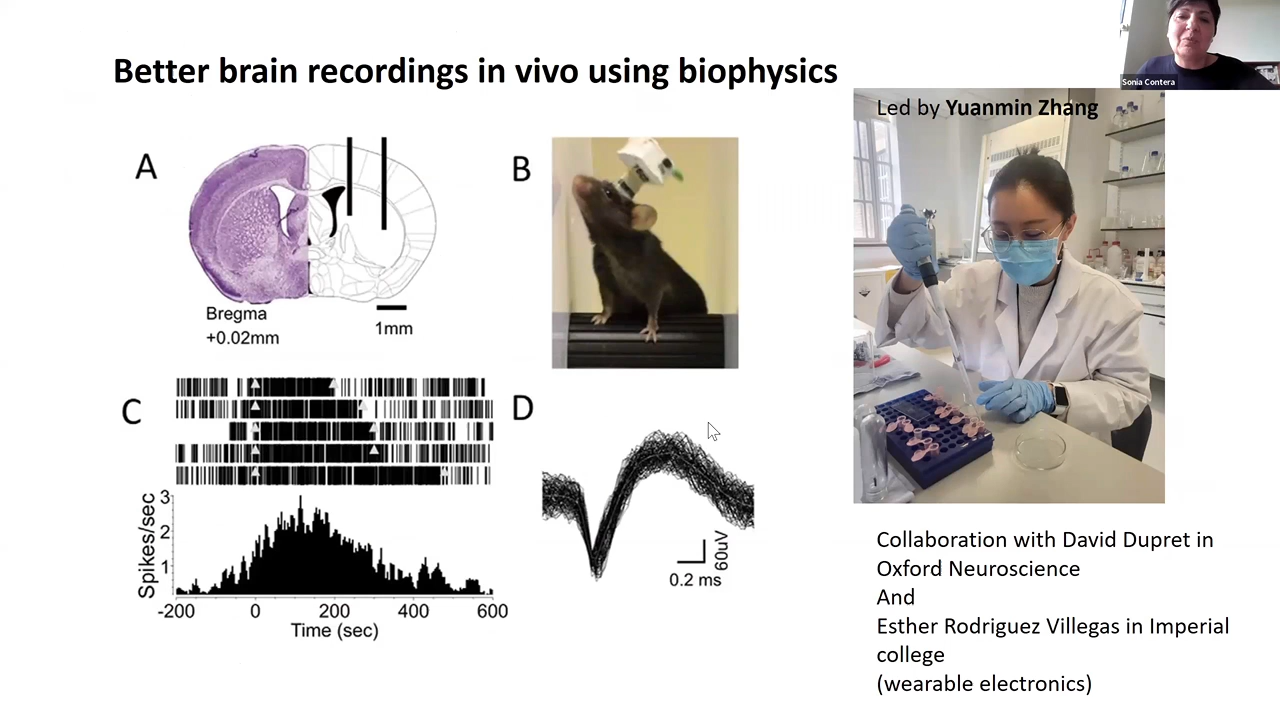 Better brain recordings in vivo using biophysics
Sonia Contera
Led by Yuanmin Zhang
A
B
Bregma
+0.02mm
1mm
C
D
Spikes/sec
3
2
1
-200
0
200
400
600
Time (sec)
60uV
0.2 ms
Collaboration with David Dupret in
Oxford Neuroscience
And
Esther Rodriguez Villegas in Imperial
college
(wearable electronics)